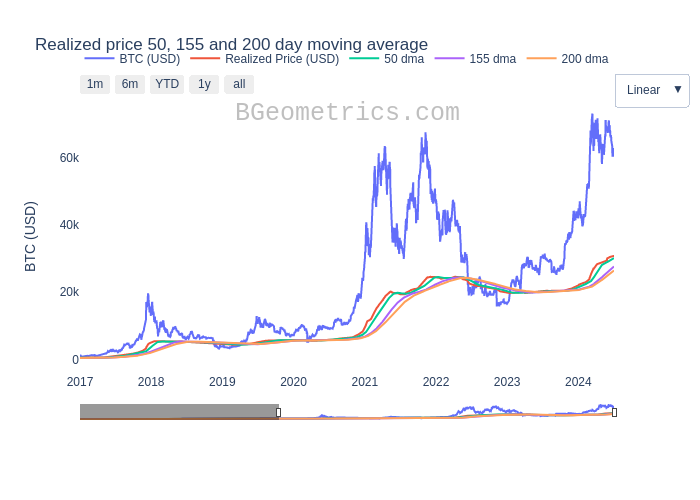 Realized price 50, 155 and 200 day moving average
BTC (USD) Realized Price (USD) 50 dma 155 dma 200 dma
1m 6m YTD 1y all
Linear ▼
BGeometrics.com
60k
40k
20k
0
BTC (USD)
2017 2018 2019 2020 2021 2022 2023 2024